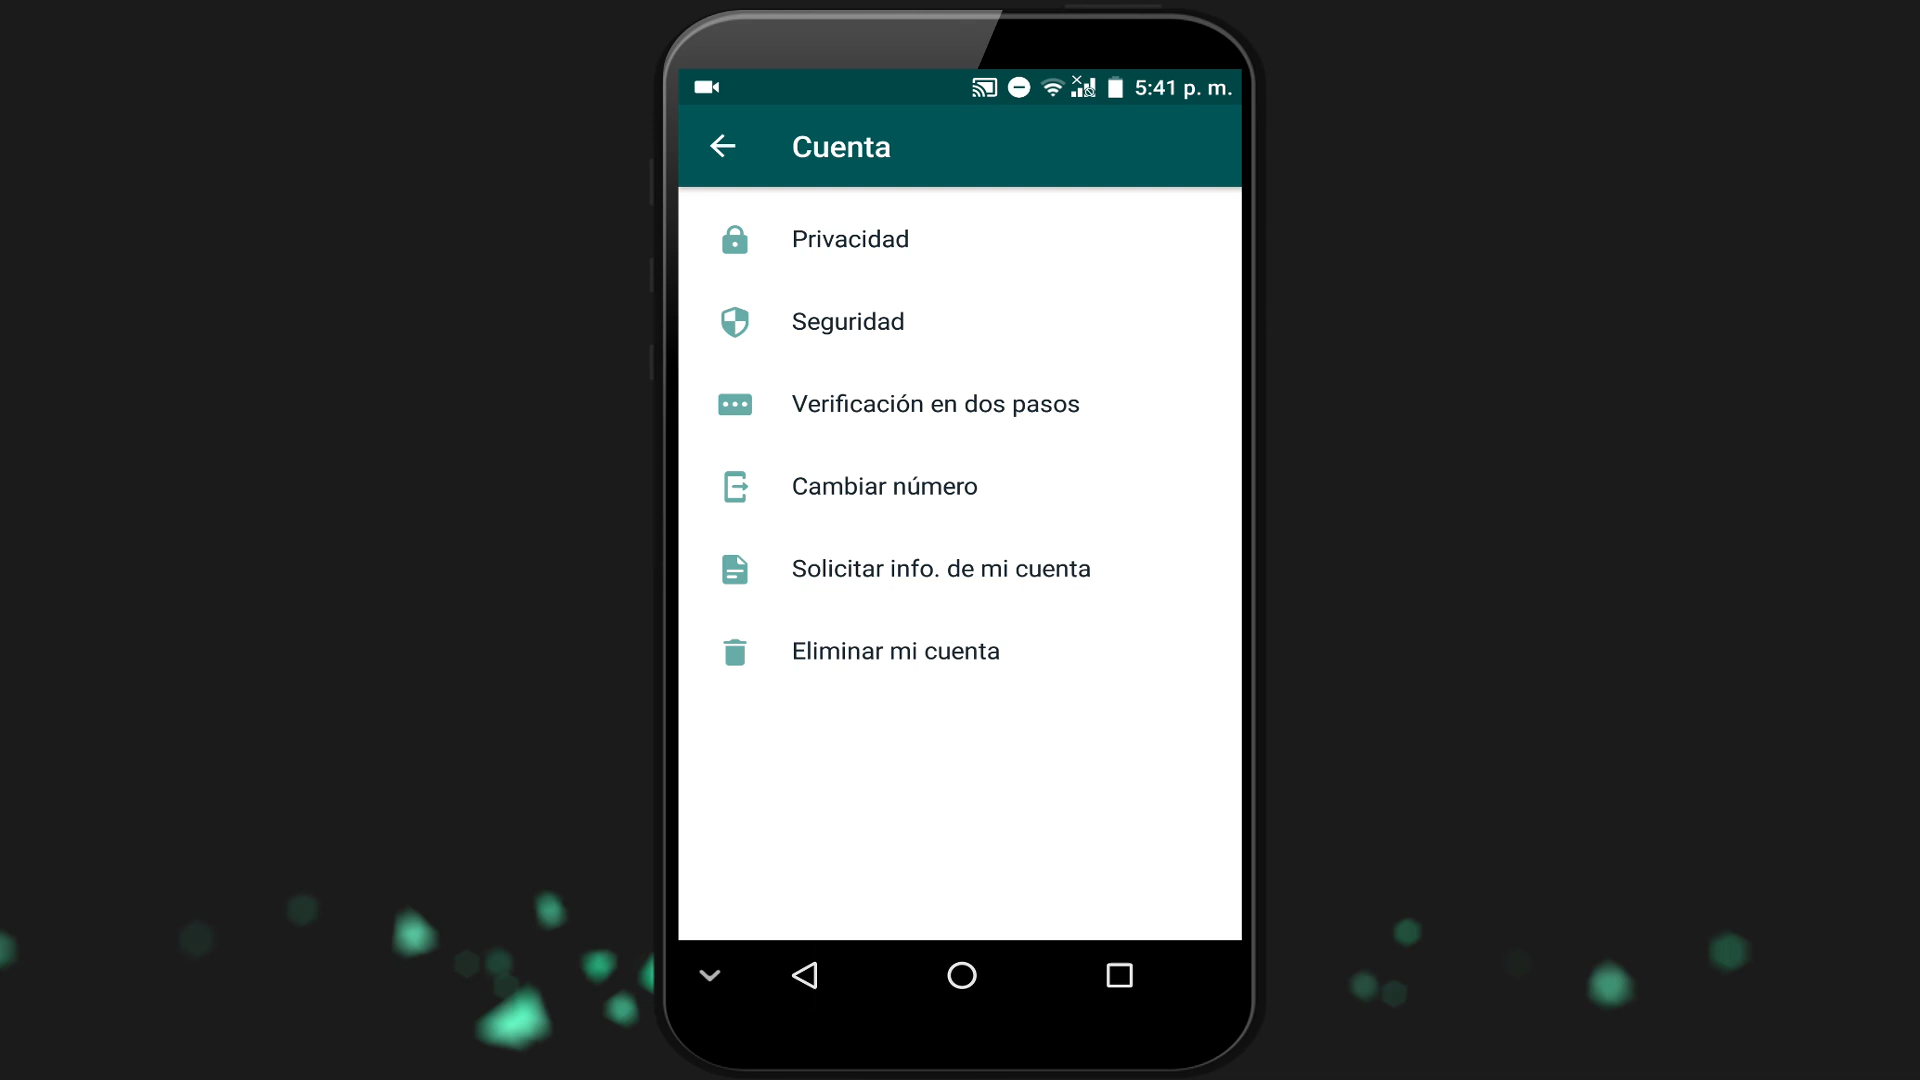 5:41 p. m.
Cuenta
Privacidad
Seguridad
Verificación en dos pasos
Cambiar número
Solicitar info. de mi cuenta
Eliminar mi cuenta